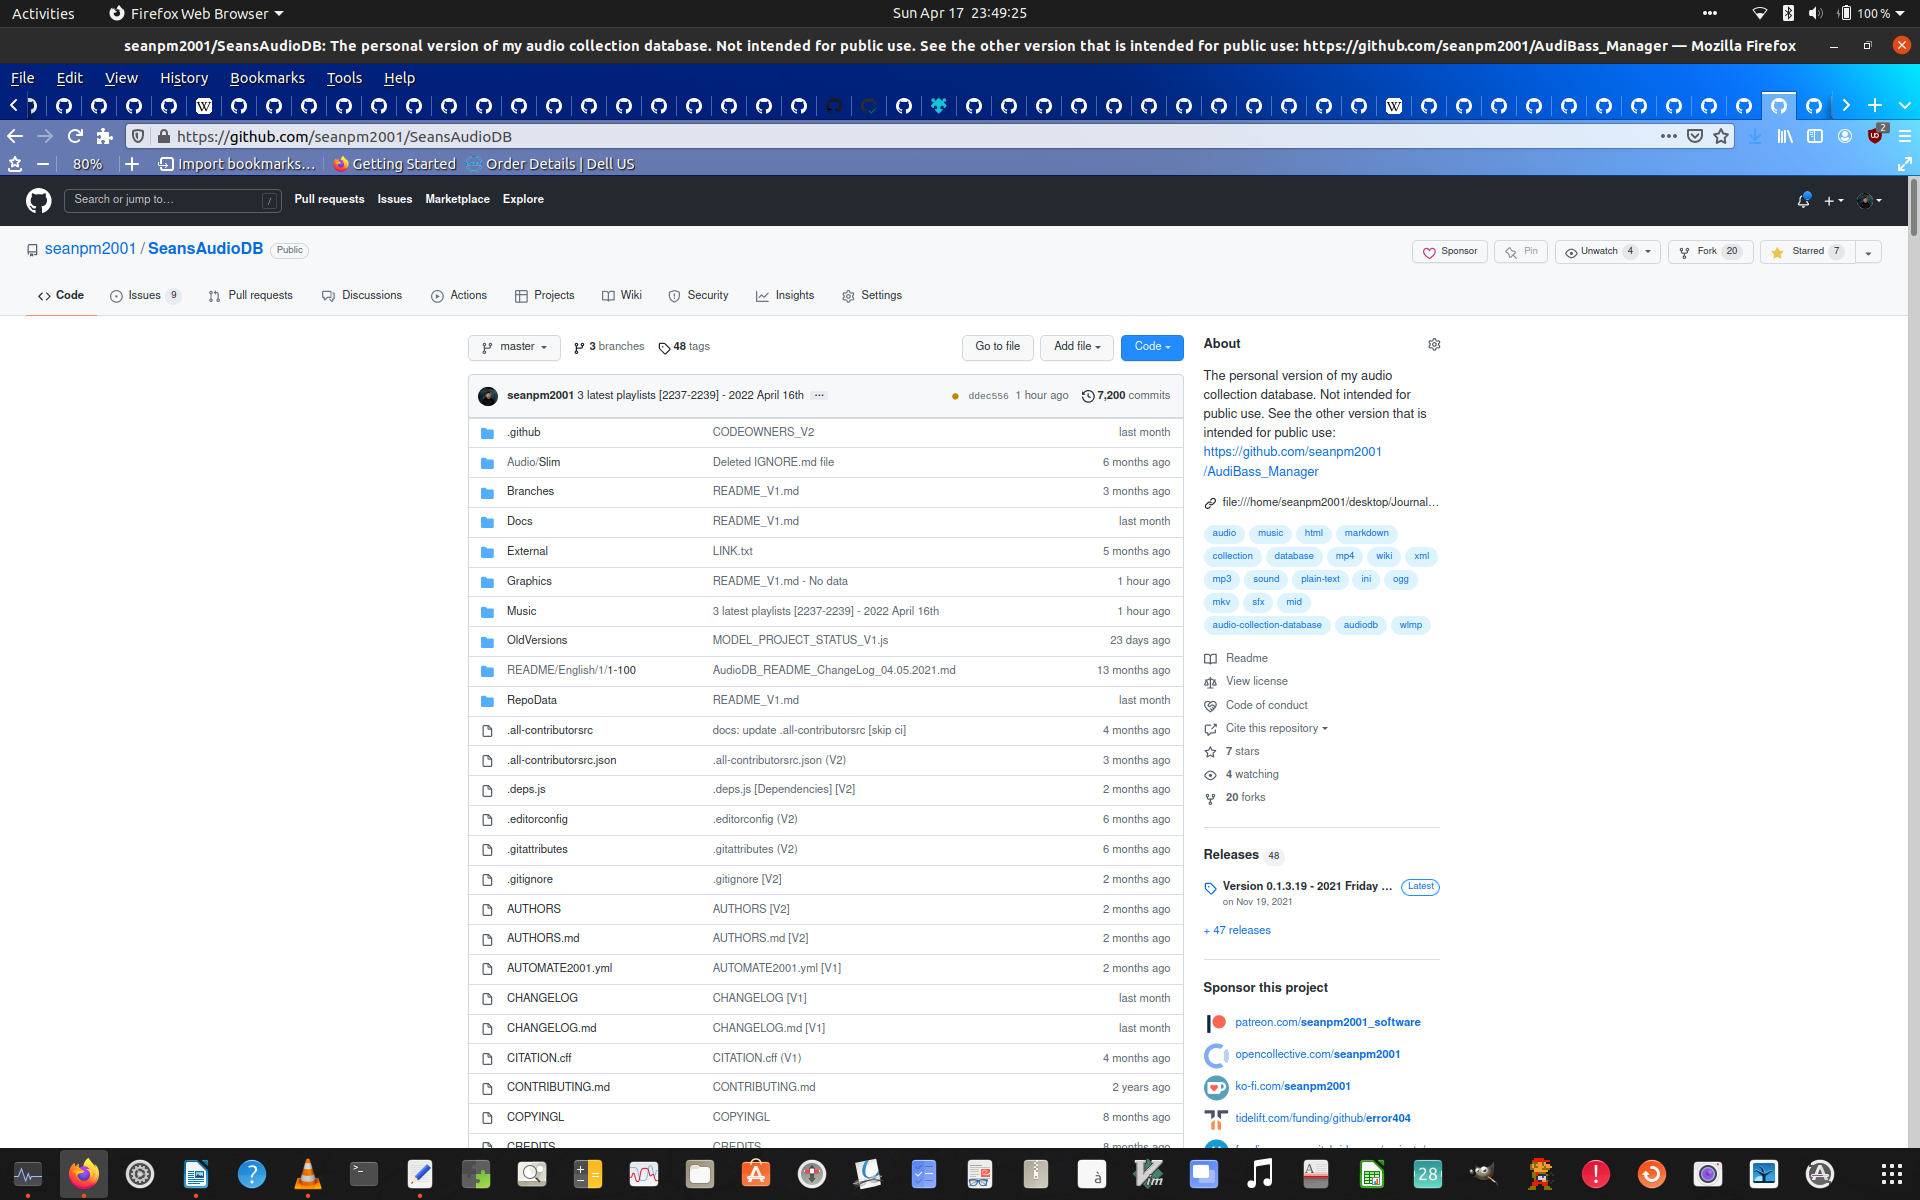 Activities
Firefox Web Browser
Sun Apr 17 23:49:25
100 %
seanpm2001/SeansAudioDB: The personal version of my audio collection database. Not intended for public use. See the other version that is intended for public use: https://github.com/seanpm2001/AudiBass_Manager — Mozilla Firefox
File Edit View History Bookmarks Tools Help
https://github.com/seanpm2001/SeansAudioDB
2
80%
Import bookmarks...
Getting Started
Order Details | Dell US
Search or jump to...
/
Pull requests Issues Marketplace Explore
seanpm2001 / SeansAudioDB Public
Sponsor
Pin
Unwatch 4
Fork 20
Starred 7
Code
Issues 9
Pull requests
Discussions
Actions
Projects
Wiki
Security
Insights
Settings
master
3 branches
48 tags
Go to file
Add file
Code
seanpm2001 3 latest playlists [2237-2239] - 2022 April 16th ... ddec556 1 hour ago 7,200 commits
.github CODEOWNERS_V2 last month
Audio/Slim Deleted IGNORE.md file 6 months ago
Branches README_V1.md 3 months ago
Docs README_V1.md last month
External LINK.txt 5 months ago
Graphics README_V1.md - No data 1 hour ago
Music 3 latest playlists [2237-2239] - 2022 April 16th 1 hour ago
OldVersions MODEL_PROJECT_STATUS_V1.js 23 days ago
README/English/1/1-100 AudioDB_README_ChangeLog_04.05.2021.md 13 months ago
RepoData README_V1.md last month
.all-contributorsrc docs: update .all-contributorsrc [skip ci] 4 months ago
.all-contributorsrc.json .all-contributorsrc.json (V2) 3 months ago
.deps.js .deps.js [Dependencies] [V2] 2 months ago
.editorconfig .editorconfig (V2) 6 months ago
.gitattributes .gitattributes (V2) 6 months ago
.gitignore .gitignore [V2] 2 months ago
AUTHORS AUTHORS [V2] 2 months ago
AUTHORS.md AUTHORS.md [V2] 2 months ago
AUTOMATE2001.yml AUTOMATE2001.yml [V1] 2 months ago
CHANGELOG CHANGELOG [V1] last month
CHANGELOG.md CHANGELOG.md [V1] last month
CITATION.cff CITATION.cff (V1) 4 months ago
CONTRIBUTING.md CONTRIBUTING.md 2 years ago
COPYINGL COPYINGL 8 months ago
CREDITS CREDITS 8 months ago
About
The personal version of my audio
collection database. Not intended for
public use. See the other version that is
intended for public use:
https://github.com/seanpm2001
/AudiBass_Manager
file:///home/seanpm2001/desktop/Journal...
audio music html markdown
collection database mp4 wiki xml
mp3 sound plain-text ini ogg
mkv sfx mid
audio-collection-database audiodb wlmp
Readme
View license
Code of conduct
Cite this repository
7 stars
4 watching
20 forks
Releases 48
Version 0.1.3.19 - 2021 Friday ... Latest
on Nov 19, 2021
+ 47 releases
Sponsor this project
patreon.com/seanpm2001_software
opencollective.com/seanpm2001
ko-fi.com/seanpm2001
tidelift.com/funding/github/error404
28